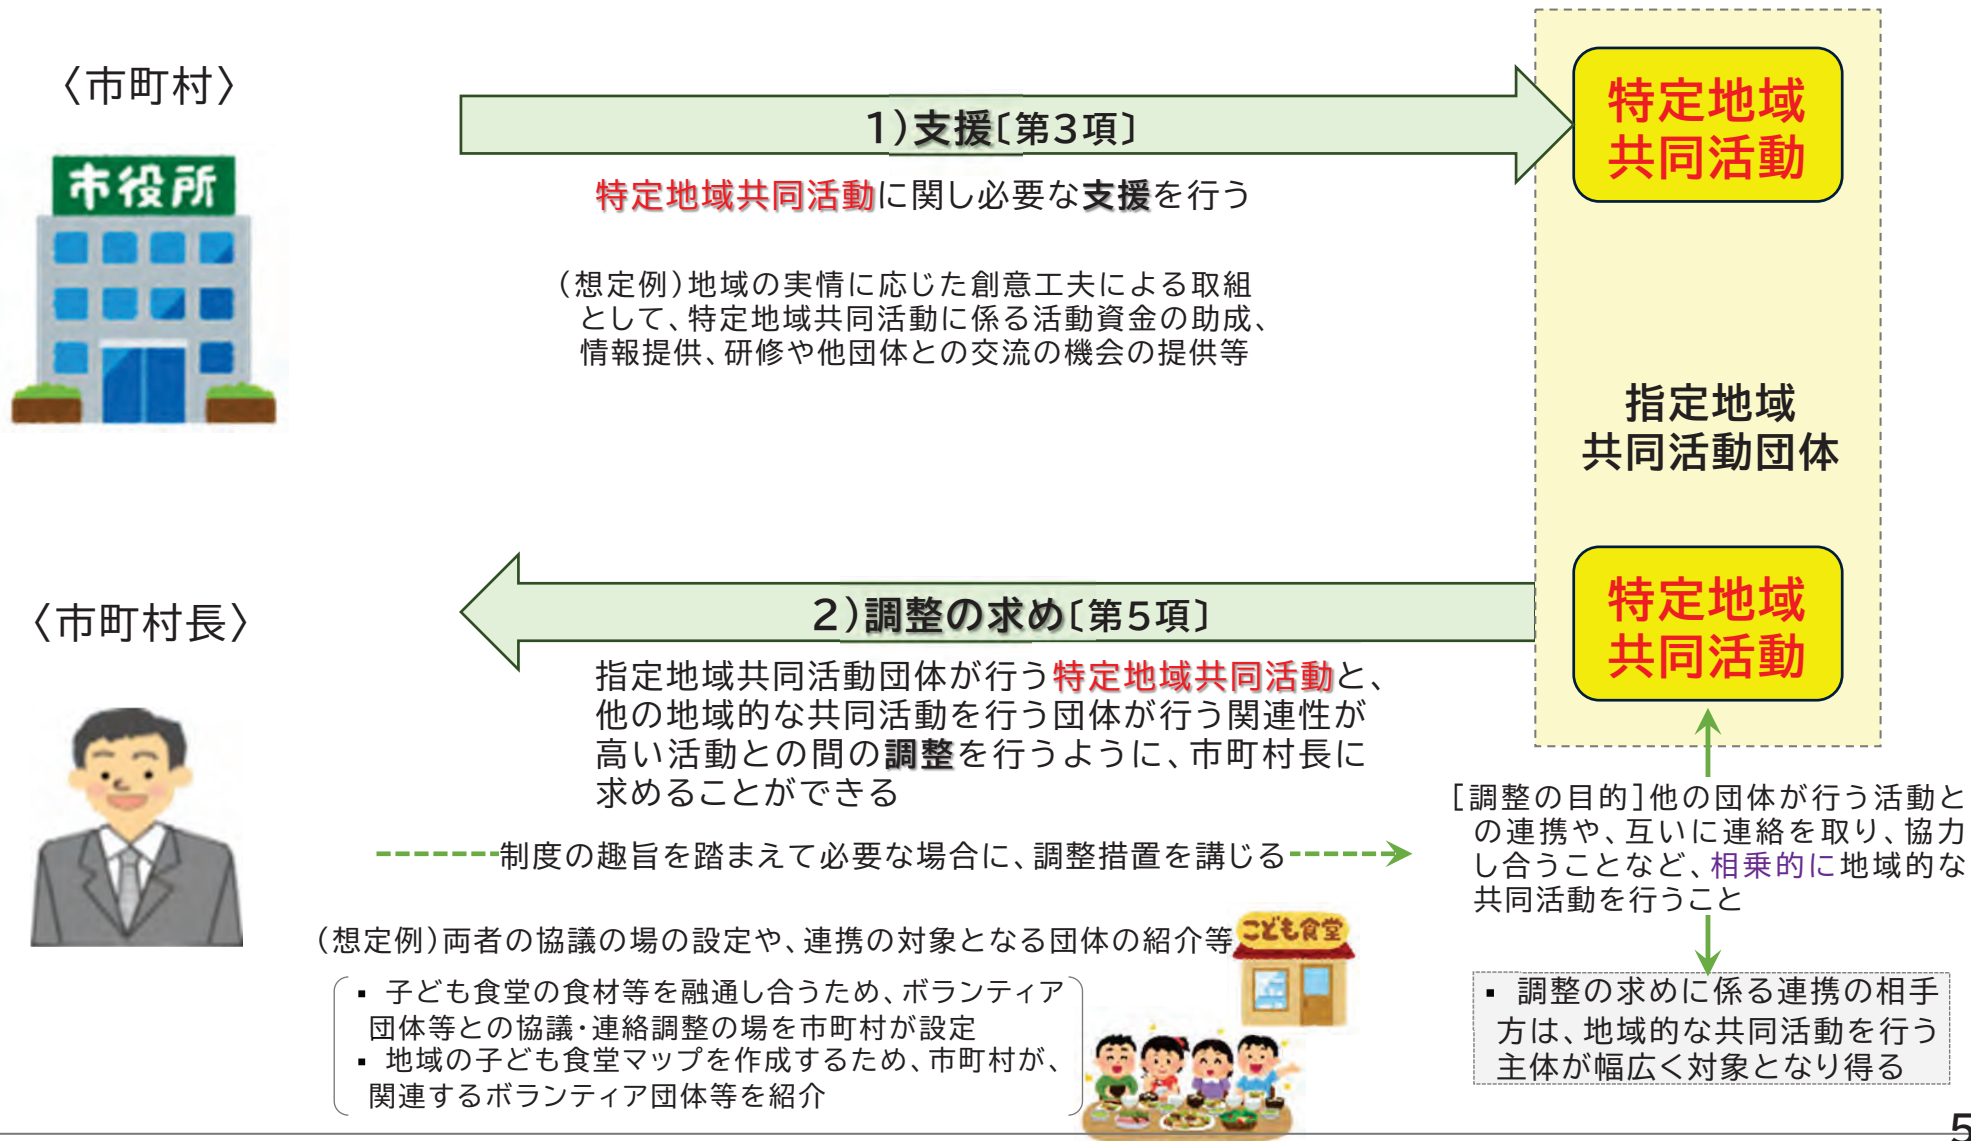 〈市町村〉
市役所
1)支援〔第3項〕
特定地域共同活動に関し必要な支援を行う
(想定例)地域の実情に応じた創意工夫による取組
として、特定地域共同活動に係る活動資金の助成、
情報提供、研修や他団体との交流の機会の提供等
特定地域
共同活動
指定地域
共同活動団体
特定地域
共同活動
〈市町村長〉
2)調整の求め〔第5項〕
指定地域共同活動団体が行う特定地域共同活動と、
他の地域的な共同活動を行う団体が行う関連性が
高い活動との間の調整を行うように、市町村長に
求めることができる
制度の趣旨を踏まえて必要な場合に、調整措置を講じる
[調整の目的]他の団体が行う活動と
の連携や、互いに連絡を取り、協力
し合うことなど、相乗的に地域的な
共同活動を行うこと
(想定例)両者の協議の場の設定や、連携の対象となる団体の紹介等
こども食堂
▪ 子ども食堂の食材等を融通し合うため、ボランティア
団体等との協議・連絡調整の場を市町村が設定
▪ 地域の子ども食堂マップを作成するため、市町村が、
関連するボランティア団体等を紹介
▪ 調整の求めに係る連携の相手
方は、地域的な共同活動を行う
主体が幅広く対象となり得る
5